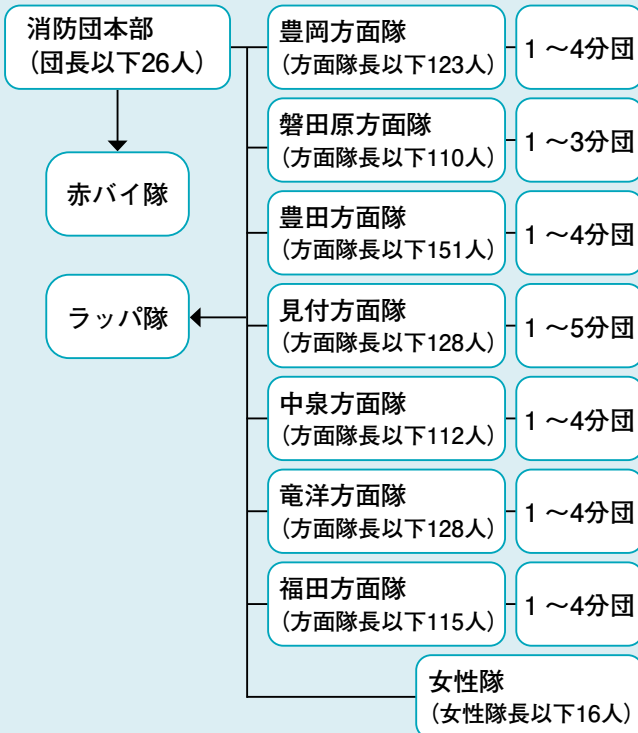 消防団本部
(団長以下26人)
赤バイ隊
ラッパ隊
豊岡方面隊
(方面隊長以下123人)
1 ～4分団
磐田原方面隊
(方面隊長以下110人)
1 ～3分団
豊田方面隊
(方面隊長以下151人)
1 ～4分団
見付方面隊
(方面隊長以下128人)
1 ～5分団
中泉方面隊
(方面隊長以下112人)
1 ～4分団
竜洋方面隊
(方面隊長以下128人)
1 ～4分団
福田方面隊
(方面隊長以下115人)
1 ～4分団
女性隊
(女性隊長以下16人)